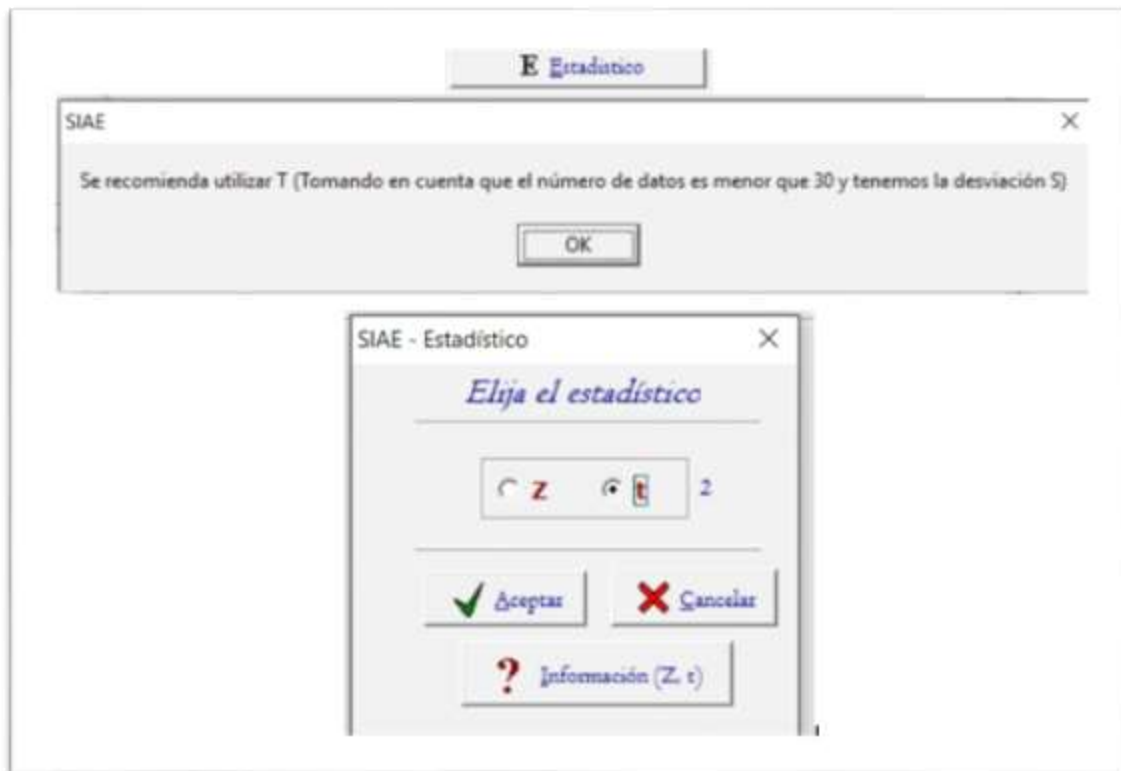 E Estadístico
SIAE
Se recomienda utilizar T (Tomando en cuenta que el número de datos es menor que 30 y tenemos la desviación S)
OK
SIAE - Estadístico
Elija el estadístico
Z t 2
Aceptar Cancelar
? Información (Z, t)